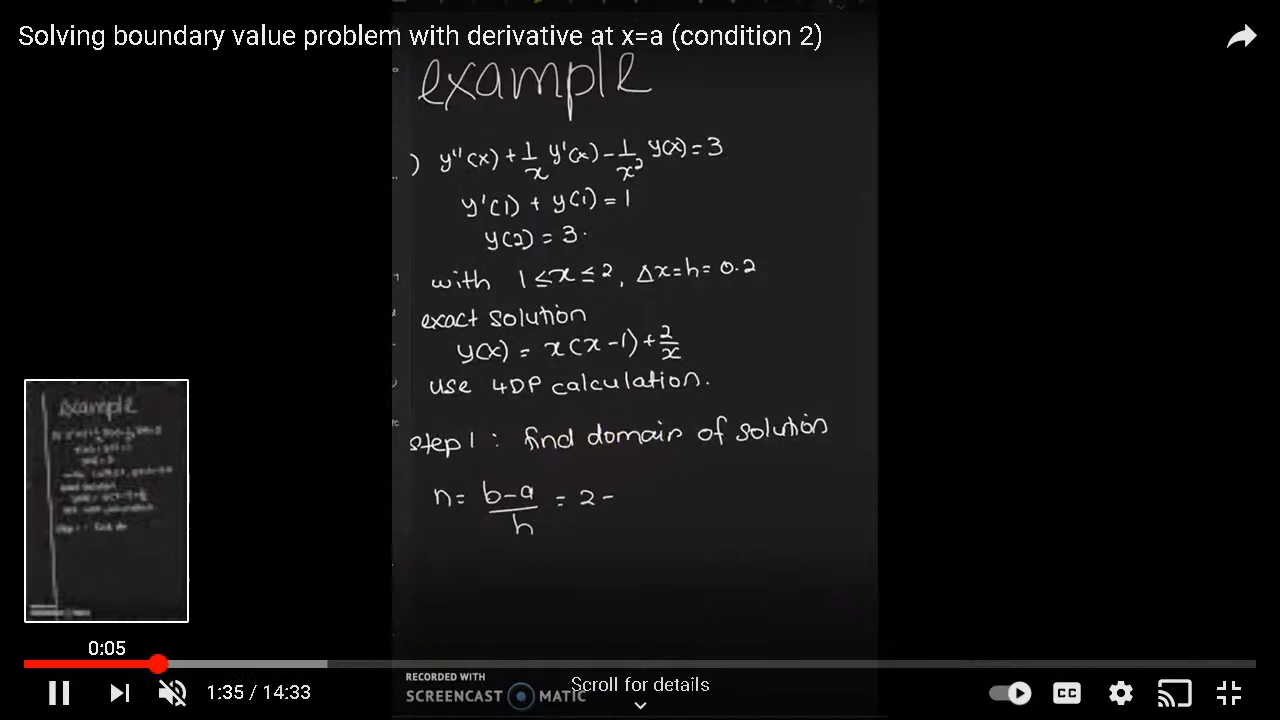 Solving boundary value problem with derivative at x=a (condition 2)
example
) y''(x) + 1/x y'(x) - 1/x² y(x) = 3
y'(1) + y(1) = 1
y(2) = 3.
with 1 ≤ x ≤ 2, Δx = h = 0.2
exact solution
y(x) = x(x-1) + 2/x
use 4DP calculation.
step 1 : find domain of solution
n = b-a/h = 2 -
example
0:05
1:35 / 14:33
RECORDED WITH
SCREENCAST MATIC
Scroll for details
CC